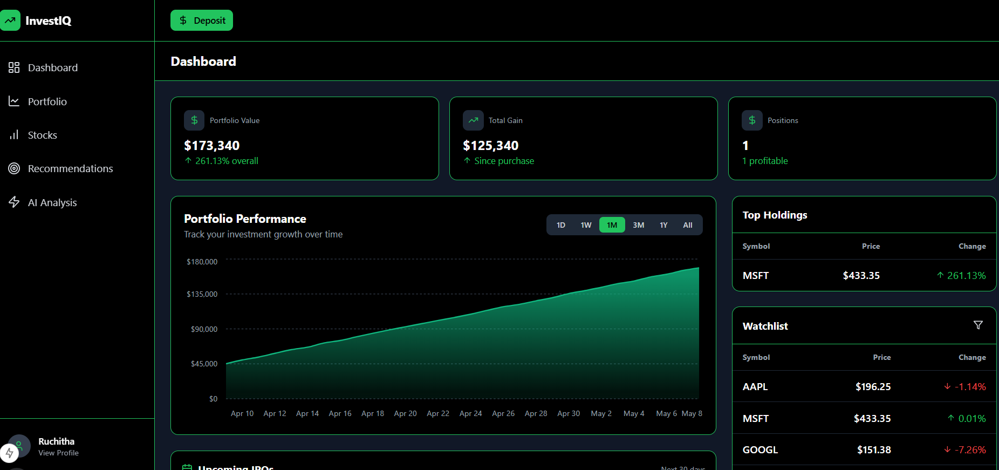 InvestIQ
Deposit
Dashboard
Portfolio
Stocks
Recommendations
AI Analysis
Ruchitha
View Profile
Dashboard
Portfolio Value
$173,340
↑ 261.13% overall
Total Gain
$125,340
↑ Since purchase
Positions
1
1 profitable
Portfolio Performance
Track your investment growth over time
1D 1W 1M 3M 1Y All
$180,000
$135,000
$90,000
$45,000
$0
Apr 10 Apr 12 Apr 14 Apr 16 Apr 18 Apr 20 Apr 22 Apr 24 Apr 26 Apr 28 Apr 30 May 2 May 4 May 6 May 8
Upcoming IPOs
Next 30 days
Top Holdings
Symbol Price Change
MSFT $433.35 ↑ 261.13%
Watchlist
Symbol Price Change
AAPL $196.25 ↓ -1.14%
MSFT $433.35 ↑ 0.01%
GOOGL $151.38 ↓ -7.26%